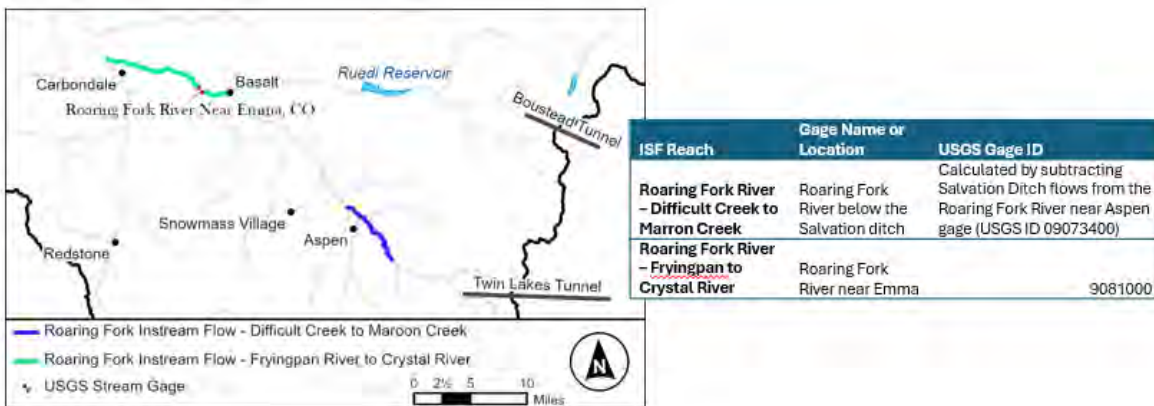 Carbondale
Basalt
Ruedi Reservoir
Roaring Fork River Near Emma, CO
Boustead Tunnel
Snowmass Village
Aspen
Redstone
Twin Lakes Tunnel
Roaring Fork Instream Flow - Difficult Creek to Maroon Creek
Roaring Fork Instream Flow - Fryingpan River to Crystal River
USGS Stream Gage
N
0 2½ 5 10
Miles
ISF Reach
Gage Name or
Location
USGS Gage ID
Roaring Fork River
– Difficult Creek to
Marron Creek
Roaring Fork
River below the
Salvation ditch
Calculated by subtracting
Salvation Ditch flows from the
Roaring Fork River near Aspen
gage (USGS ID 09073400)
Roaring Fork River
– Fryingpan to
Crystal River
Roaring Fork
River near Emma
9081000